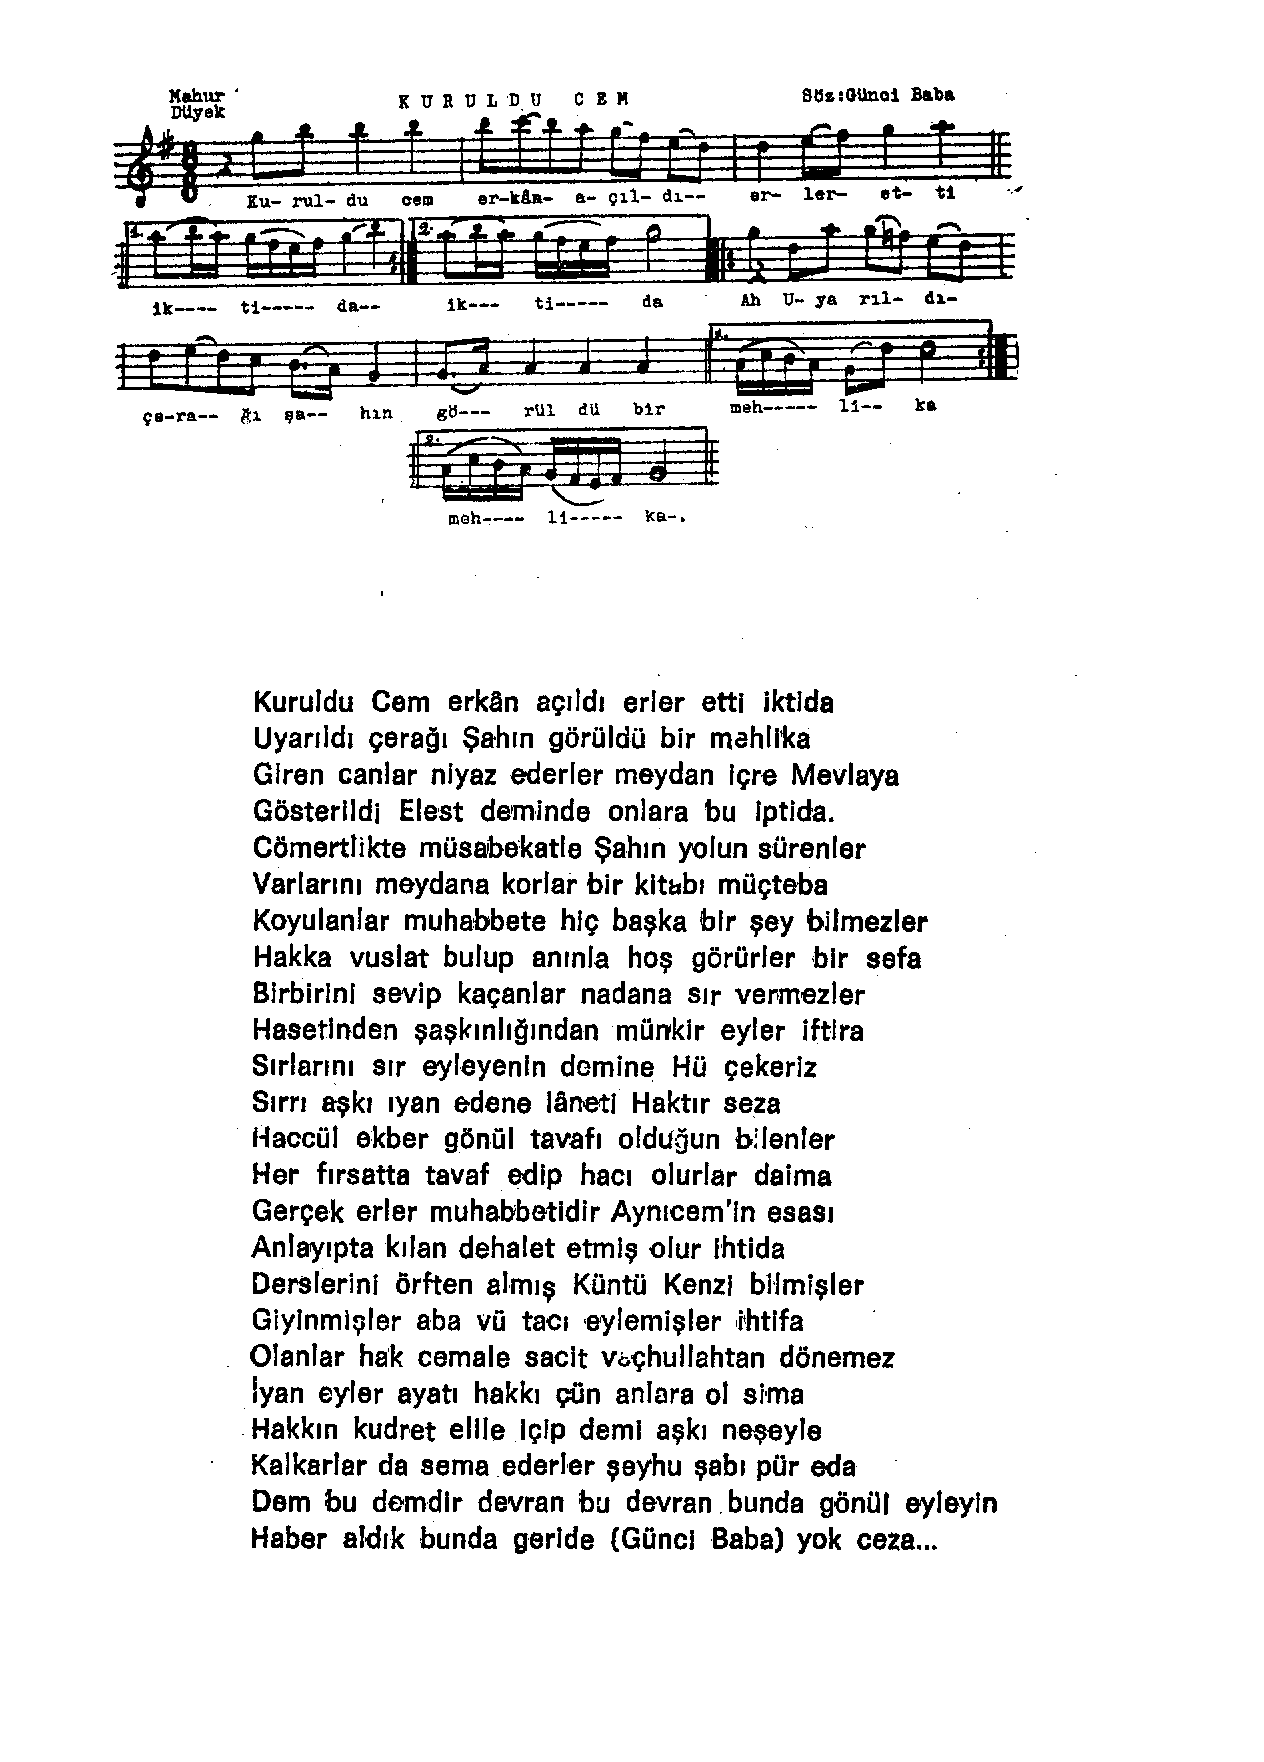 Mahur
Düyek
KURULDU CEM
Söz:Günci Baba
Ku- rul- du cem er-kân- a- çıl- dı-- er- ler- et- ti
1. ik---- ti----- da-- 2. ik--- ti----- da Ah U- ya rıl- dı-
1.
çe-ra-- ğı şa-- hın gö--- rül dü bir meh----- li-- ka
2.
meh---- li----- ka-.
Kuruldu Cem erkân açıldı erler etti iktida
Uyarıldı çerağı Şahın görüldü bir mehlika
Giren canlar niyaz ederler meydan içre Mevlaya
Gösterildi Elest deminde onlara bu iptida.
Cömertlikte müsabekatle Şahın yolun sürenler
Varlarını meydana korlar bir kitabı müçteba
Koyulanlar muhabbete hiç başka bir şey bilmezler
Hakka vuslat bulup anınla hoş görürler bir sefa
Birbirini sevip kaçanlar nadana sır vermezler
Hasetinden şaşkınlığından münkir eyler iftira
Sırlarını sır eyleyenin demine Hü çekeriz
Sırrı aşkı ıyan edene lâneti Haktır seza
Haccül ekber gönül tavafı olduğun bilenler
Her fırsatta tavaf edip hacı olurlar daima
Gerçek erler muhabbetidir Aynıcem'in esası
Anlayıpta kılan dehalet etmiş olur ihtida
Derslerini örften almış Küntü Kenzi bilmişler
Giyinmişler aba vü tacı eylemişler ihtifa
Olanlar hak cemale sacit veçhullahtan dönemez
İyan eyler ayatı hakkı çün anlara ol sima
Hakkın kudret elile içip demi aşkı neşeyle
Kalkarlar da sema ederler şeyhu şabı pür eda
Dem bu demdir devran bu devran bunda gönül eyleyin
Haber aldık bunda geride (Günci Baba) yok ceza...